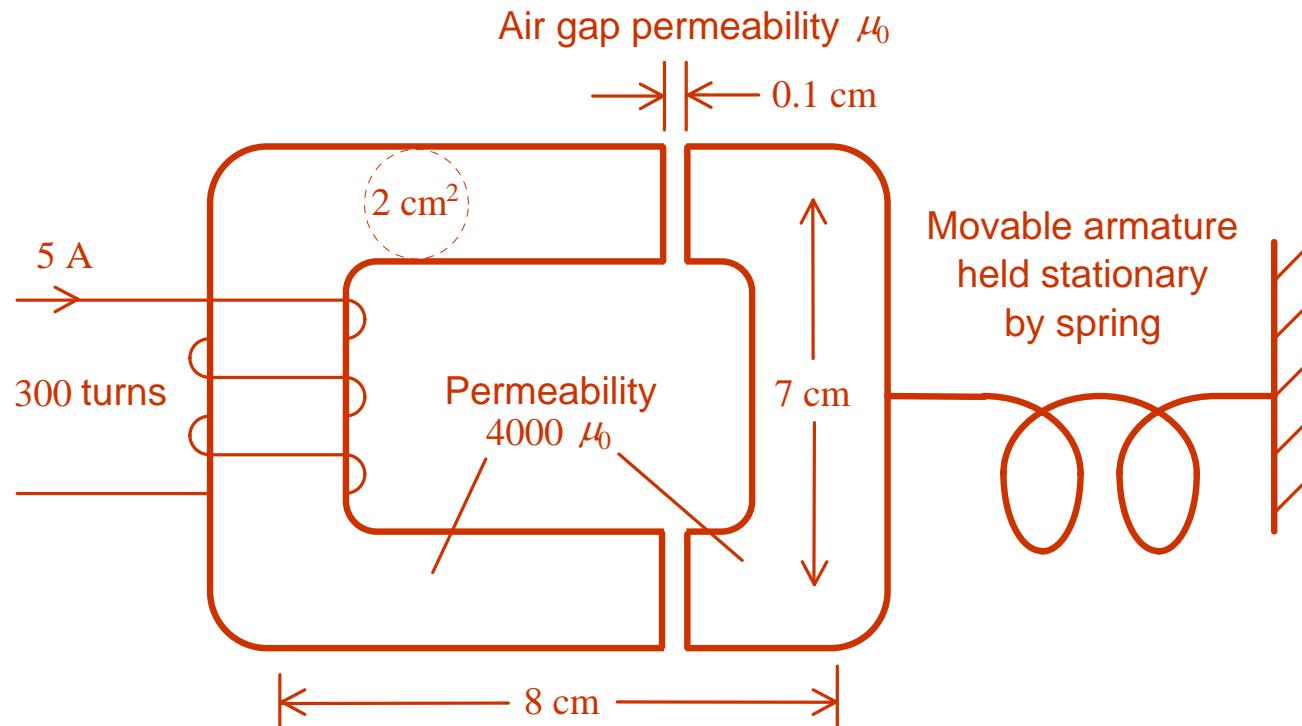 Air gap permeability μ₀
0.1 cm
2 cm²
5 A
300 turns
Permeability
4000 μ₀
7 cm
Movable armature
held stationary
by spring
8 cm